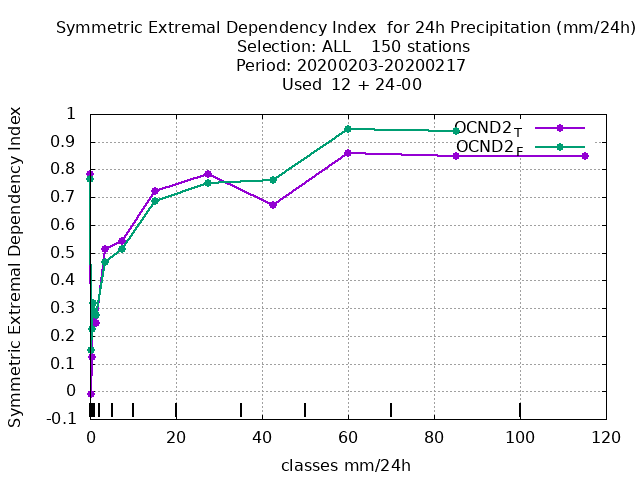 Symmetric Extremal Dependency Index  for 24h Precipitation (mm/24h)
Selection: ALL    150 stations
Period: 20200203-20200217
Used  12 + 24-00
Symmetric Extremal Dependency Index
1
0.9
0.8
0.7
0.6
0.5
0.4
0.3
0.2
0.1
0
-0.1
OCND2T
OCND2F
0 20 40 60 80 100 120
classes mm/24h